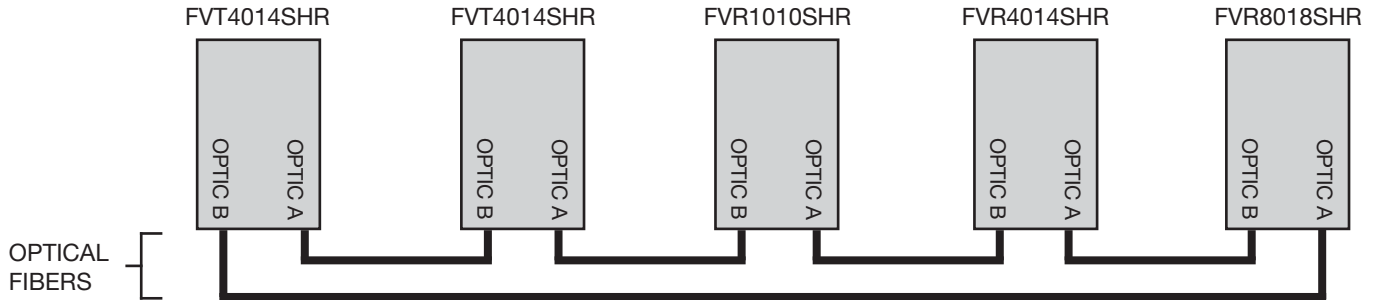 FVT4014SHR
FVT4014SHR
FVR1010SHR
FVR4014SHR
FVR8018SHR
OPTIC B
OPTIC A
OPTIC B
OPTIC A
OPTIC B
OPTIC A
OPTIC B
OPTIC A
OPTIC B
OPTIC A
OPTICAL
FIBERS